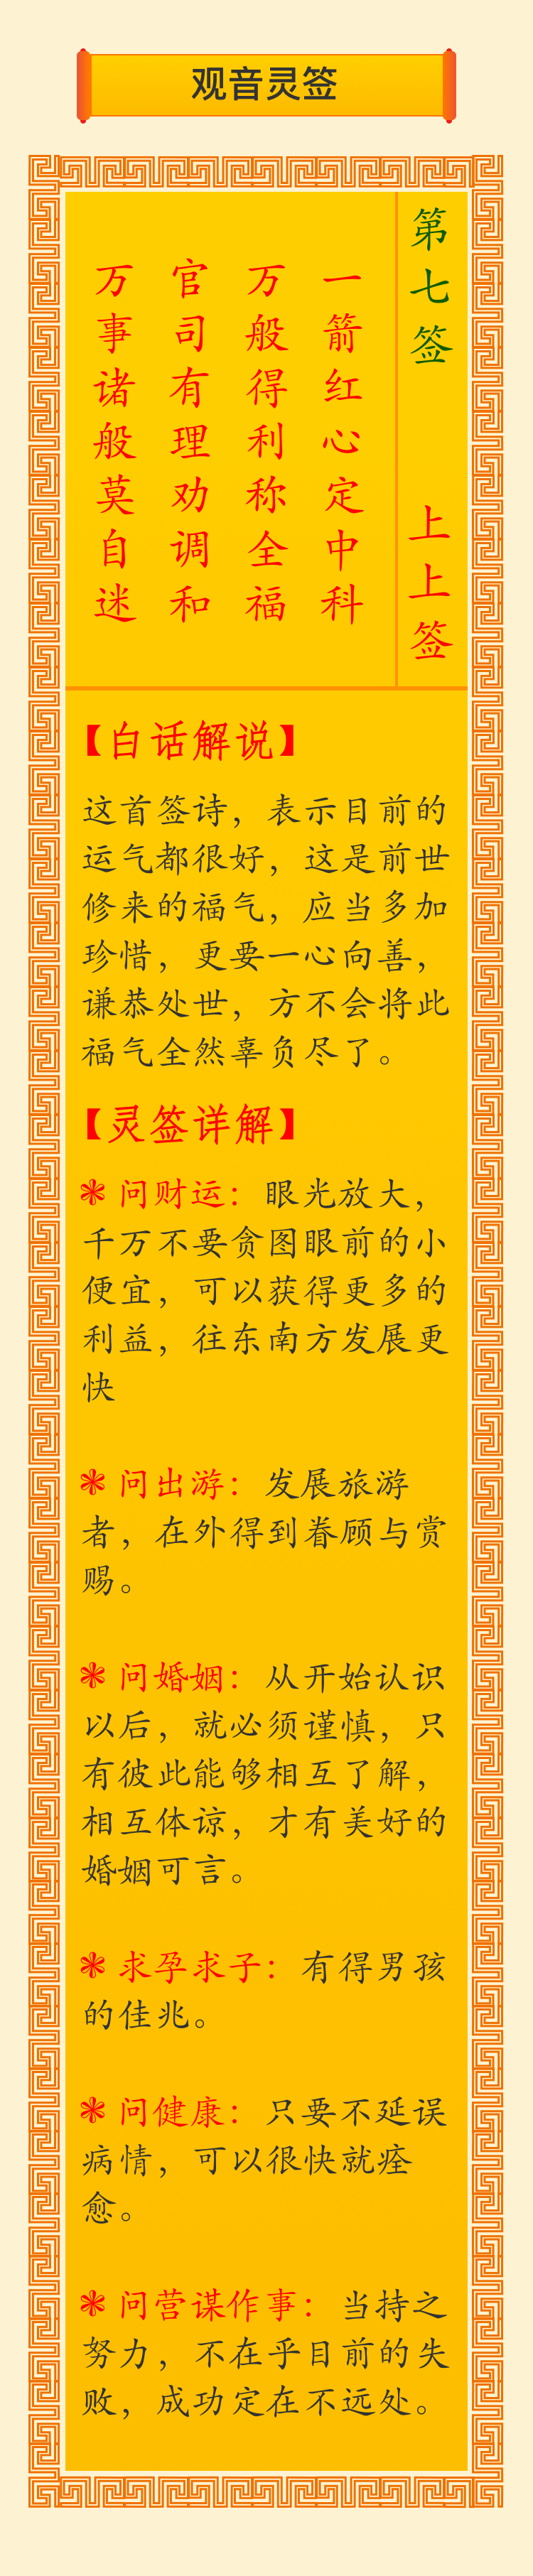 观音灵签
第七签
上上签
一箭红心定中科
万般得利称全福
官司有理劝调和
万事诸般莫自迷
【白话解说】
这首签诗，表示目前的
运气都很好，这是前世
修来的福气，应当多加
珍惜，更要一心向善，
谦恭处世，方不会将此
福气全然辜负尽了。
【灵签详解】
❃ 问财运：眼光放大，
千万不要贪图眼前的小
便宜，可以获得更多的
利益，往东南方发展更
快
❃ 问出游：发展旅游
者，在外得到眷顾与赏
赐。
❃ 问婚姻：从开始认识
以后，就必须谨慎，只
有彼此能够相互了解，
相互体谅，才有美好的
婚姻可言。
❃ 求孕求子：有得男孩
的佳兆。
❃ 问健康：只要不延误
病情，可以很快就痊
愈。
❃ 问营谋作事：当持之
努力，不在乎目前的失
败，成功定在不远处。